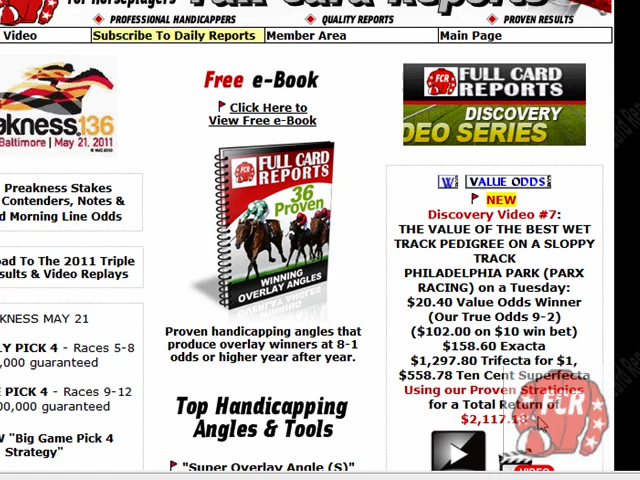 for Horseplayers Full Card Reports
PROFESSIONAL HANDICAPPERS QUALITY REPORTS PROVEN RESULTS
Video Subscribe To Daily Reports Member Area Main Page
akness.136
Baltimore | May 21, 2011
Preakness Stakes
Contenders, Notes &
d Morning Line Odds
oad To The 2011 Triple
sults & Video Replays
KNESS MAY 21
LY PICK 4 - Races 5-8
000 guaranteed
E PICK 4 - Races 9-12
00,000 guaranteed
W "Big Game Pick 4
Strategy"
Free e-Book
Click Here to
View Free e-Book
FCR FULL CARD
REPORTS
36
Proven
WINNING
OVERLAY ANGLES
Proven handicapping angles that
produce overlay winners at 8-1
odds or higher year after year.
Top Handicapping
Angles & Tools
"Super Overlay Angle (S)"
FCR FULL CARD
REPORTS
DISCOVERY
DEO SERIES
VALUE ODDS
NEW
Discovery Video #7:
THE VALUE OF THE BEST WET
TRACK PEDIGREE ON A SLOPPY
TRACK
PHILADELPHIA PARK (PARX
RACING) on a Tuesday:
$20.40 Value Odds Winner
(Our True Odds 9-2)
($102.00 on $10 win bet)
$158.60 Exacta
$1,297.80 Trifecta for $1,
$558.78 Ten Cent Superfecta
Using our Proven Stratigies
for a Total Return of
$2,117.18
FCR
VIDEO